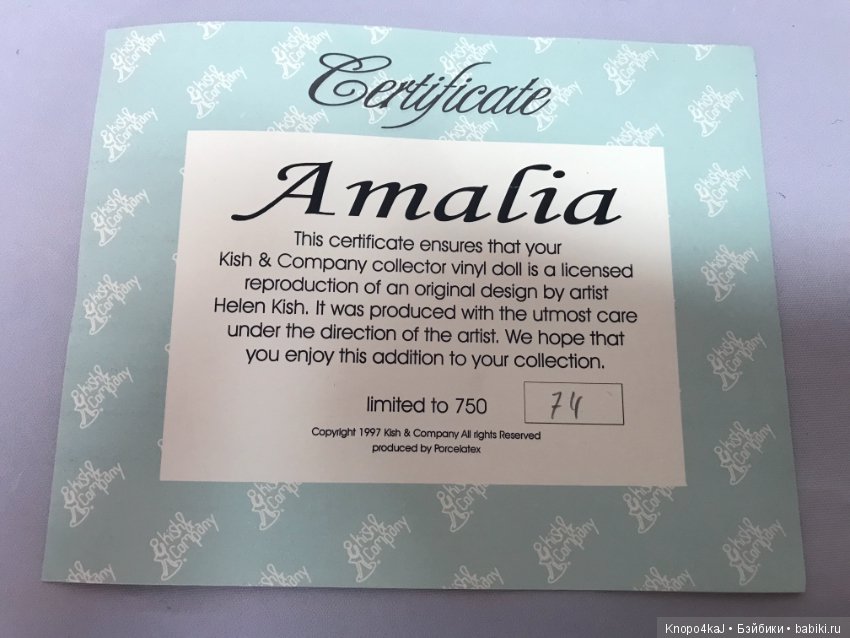 Certificate
Amalia
This certificate ensures that your
Kish & Company collector vinyl doll is a licensed
reproduction of an original design by artist
Helen Kish. It was produced with the utmost care
under the direction of the artist. We hope that
you enjoy this addition to your collection.
limited to 750 74
Copyright 1997 Kish & Company All rights Reserved
produced by Porcelatex
Knopo4kaJ • Бэйбики • babiki.ru